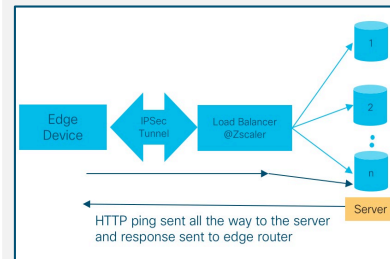 1
Edge
Device
IPSec
Tunnel
Load Balancer
@Zscaler
2
n
Server
HTTP ping sent all the way to the server
and response sent to edge router